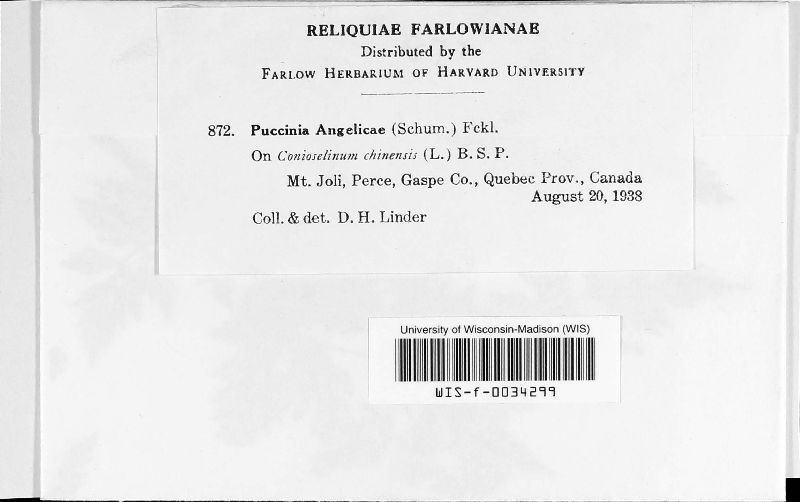 RELIQUIAE FARLOWIANAE
Distributed by the
FARLOW HERBARIUM OF HARVARD UNIVERSITY
872. Puccinia Angelicae (Schum.) Fckl.
On Conioselinum chinensis (L.) B. S. P.
Mt. Joli, Perce, Gaspe Co., Quebec Prov., Canada
August 20, 1938
Coll. & det. D. H. Linder
University of Wisconsin-Madison (WIS)
WIS-f-0034299